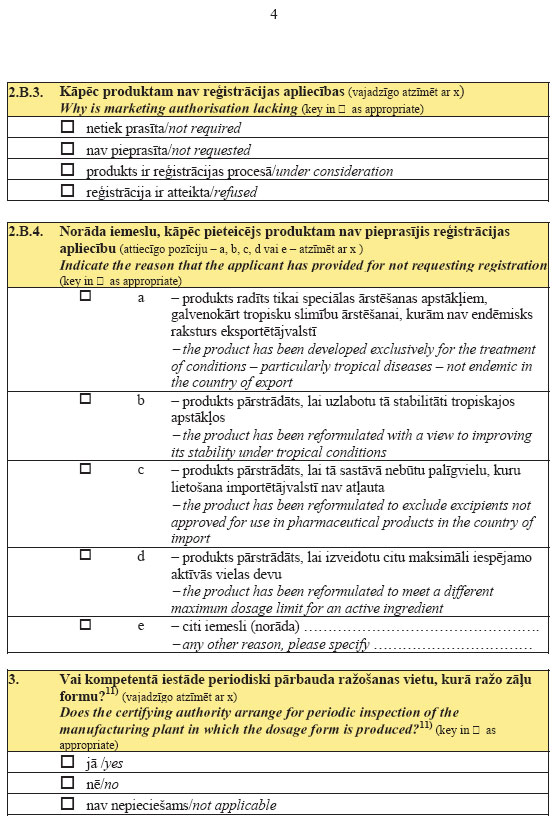 4
2.B.3. Kāpēc produktam nav reģistrācijas apliecības (vajadzīgo atzīmēt ar x)
Why is marketing authorisation lacking (key in □ as appropriate)
□ netiek prasīta/not required
□ nav pieprasīta/not requested
□ produkts ir reģistrācijas procesā/under consideration
□ reģistrācija ir atteikta/refused
2.B.4. Norāda iemeslu, kāpēc pieteicējs produktam nav pieprasījis reģistrācijas
apliecību (attiecīgo pozīciju – a, b, c, d vai e – atzīmēt ar x )
Indicate the reason that the applicant has provided for not requesting registration
(key in □ as appropriate)
□ a – produkts radīts tikai speciālas ārstēšanas apstākļiem,
galvenokārt tropisku slimību ārstēšanai, kurām nav endēmisks
raksturs eksportētājvalstī
– the product has been developed exclusively for the treatment
of conditions – particularly tropical diseases – not endemic in
the country of export
□ b – produkts pārstrādāts, lai uzlabotu tā stabilitāti tropiskajos
apstākļos
– the product has been reformulated with a view to improving
its stability under tropical conditions
□ c – produkts pārstrādāts, lai tā sastāvā nebūtu palīgvielu, kuru
lietošana importētājvalstī nav atļauta
– the product has been reformulated to exclude excipients not
approved for use in pharmaceutical products in the country of
import
□ d – produkts pārstrādāts, lai izveidotu citu maksimāli iespējamo
aktīvās vielas devu
– the product has been reformulated to meet a different
maximum dosage limit for an active ingredient
□ e – citi iemesli (norāda) ……………………………………….
– any other reason, please specify ……………………………
3. Vai kompetentā iestāde periodiski pārbauda ražošanas vietu, kurā ražo zāļu
formu?11) (vajadzīgo atzīmēt ar x)
Does the certifying authority arrange for periodic inspection of the
manufacturing plant in which the dosage form is produced?11) (key in □ as
appropriate)
□ jā /yes
□ nē/no
□ nav nepieciešams/not applicable